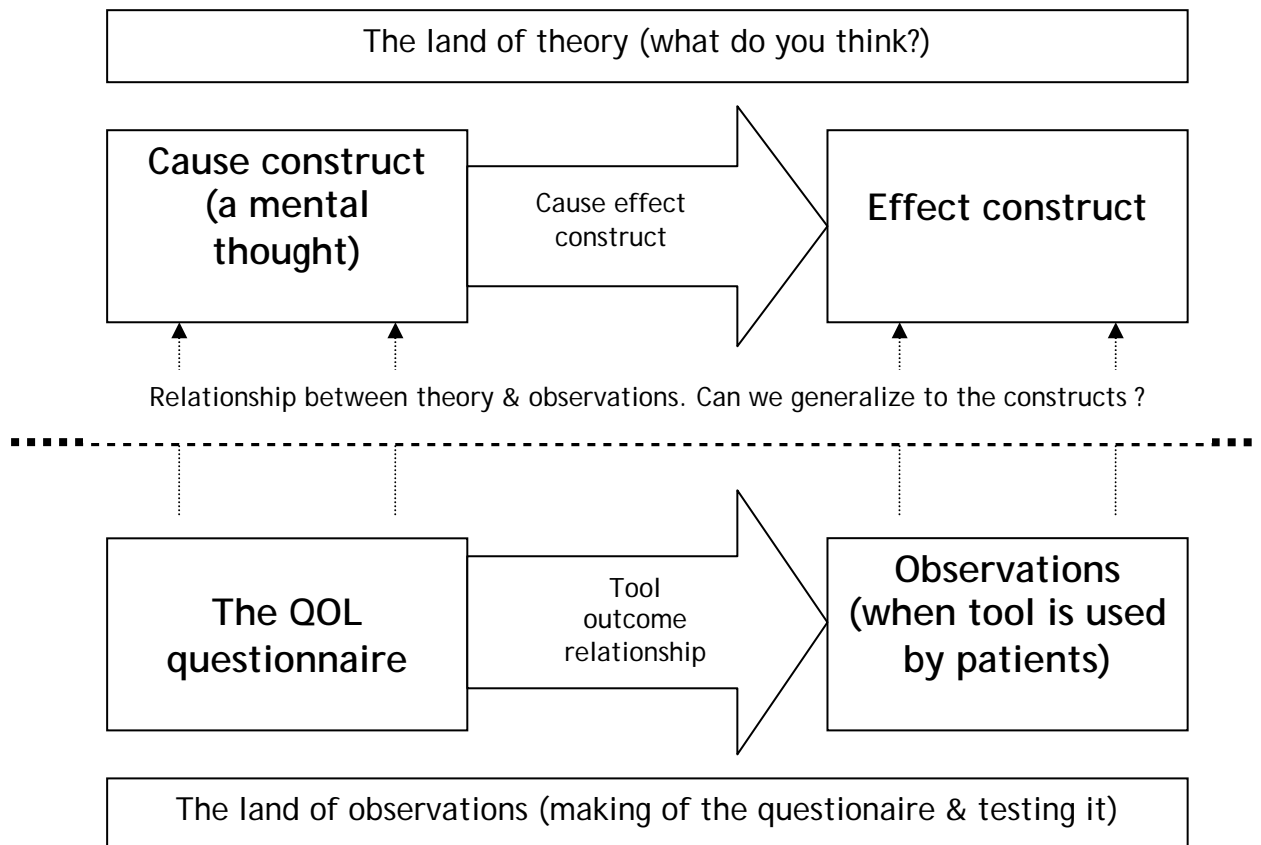 The land of theory (what do you think?)
Cause construct
(a mental
thought)
Cause effect
construct
Effect construct
Relationship between theory & observations. Can we generalize to the constructs ?
The QOL
questionnaire
Tool
outcome
relationship
Observations
(when tool is used
by patients)
The land of observations (making of the questionaire & testing it)